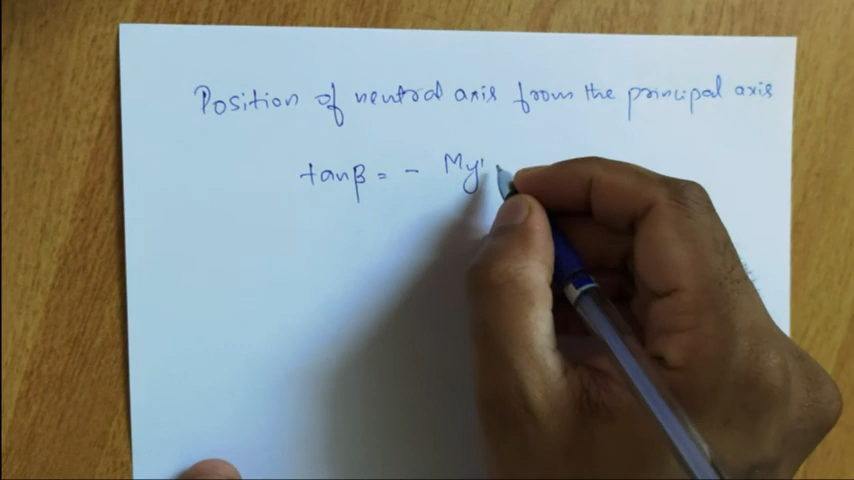 Position of neutral axis from the principal axis
tanβ = - My'